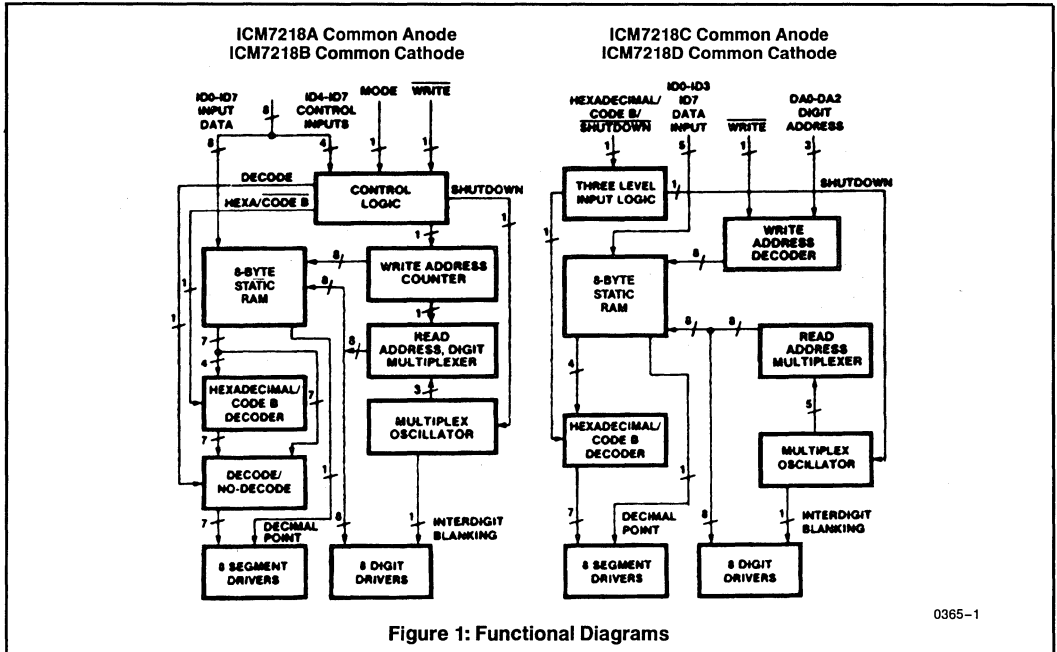 ICM7218A Common Anode
ICM7218B Common Cathode
ID0-ID7
INPUT
DATA
8
ID4-ID7
CONTROL
INPUTS
MODE
WRITE
8
4
1
1
DECODE
HEXA/CODE B
CONTROL
LOGIC
SHUTDOWN
1
1
8-BYTE
STATIC
RAM
8
WRITE ADDRESS
COUNTER
8
1
1
1
READ
ADDRESS, DIGIT
MULTIPLEXER
8
7
4
3
HEXADECIMAL/
CODE B
DECODER
7
MULTIPLEX
OSCILLATOR
7
DECODE/
NO-DECODE
1
7
DECIMAL
POINT
8
1
INTERDIGIT
BLANKING
8 SEGMENT
DRIVERS
8 DIGIT
DRIVERS
ICM7218C Common Anode
ICM7218D Common Cathode
HEXADECIMAL/
CODE B/
SHUTDOWN
ID0-ID3
ID7
DATA
INPUT
WRITE
DA0-DA2
DIGIT
ADDRESS
1
5
1
3
THREE LEVEL
INPUT LOGIC
1
SHUTDOWN
1
WRITE
ADDRESS
DECODER
8
8-BYTE
STATIC
RAM
8
8
READ
ADDRESS
MULTIPLEXER
4
5
HEXADECIMAL/
CODE B
DECODER
MULTIPLEX
OSCILLATOR
1
7
DECIMAL
POINT
8
1
INTERDIGIT
BLANKING
8 SEGMENT
DRIVERS
8 DIGIT
DRIVERS
0365-1
Figure 1: Functional Diagrams